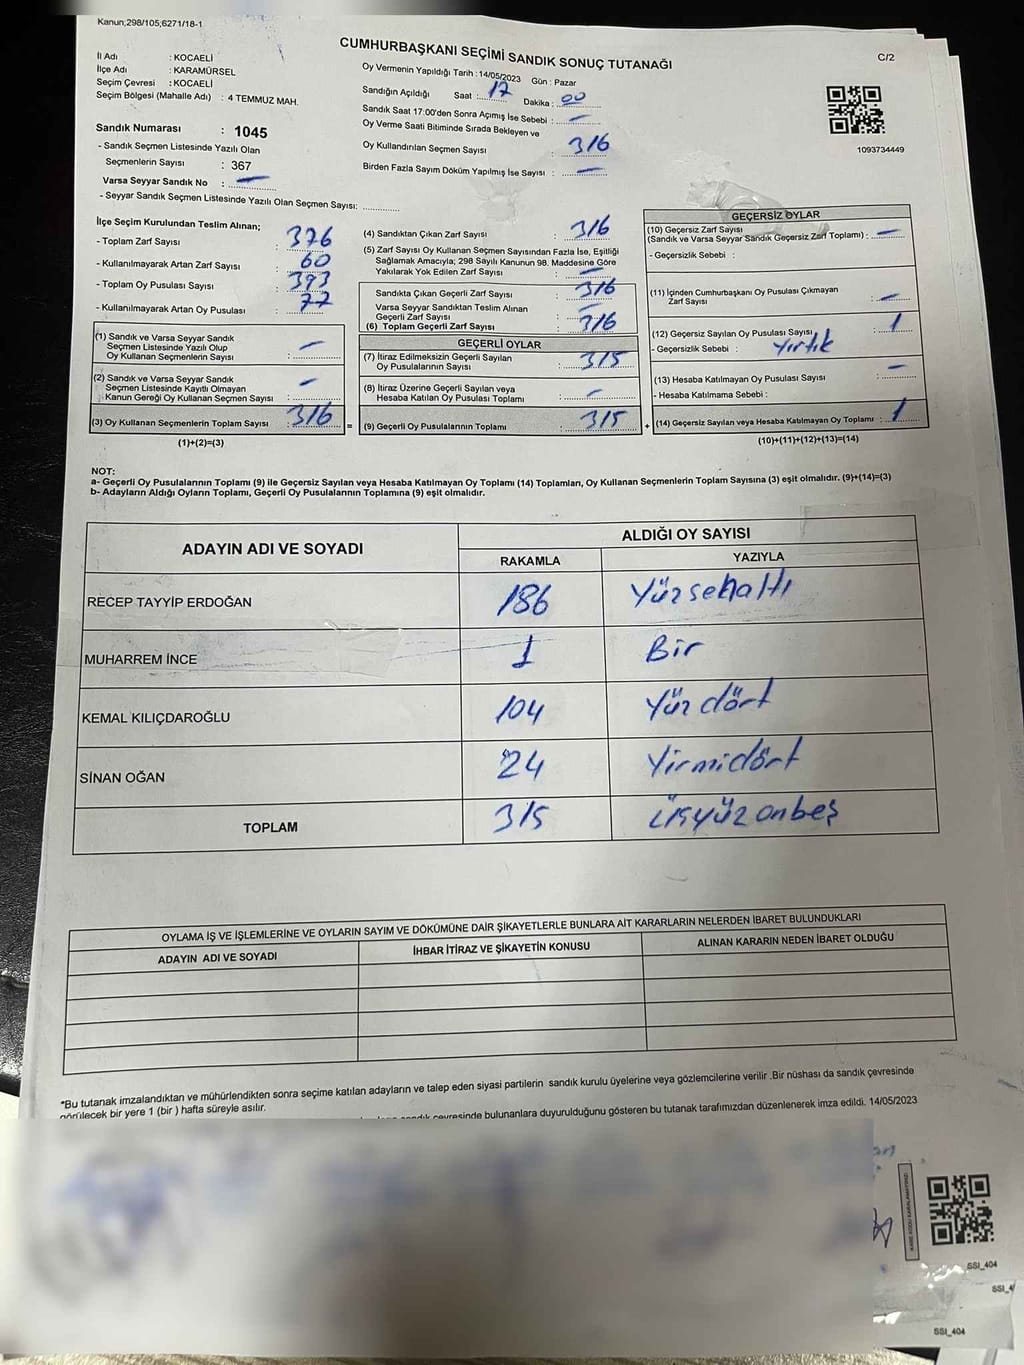 Kanun;298/105;6271/18-1
CUMHURBAŞKANI SEÇİMİ SANDIK SONUÇ TUTANAĞI
C/2
İl Adı : KOCAELİ
İlçe Adı : KARAMÜRSEL
Seçim Çevresi : KOCAELİ
Seçim Bölgesi (Mahalle Adı) : 4 TEMMUZ MAH.
Sandık Numarası : 1045
- Sandık Seçmen Listesinde Yazılı Olan
Seçmenlerin Sayısı : 367
Varsa Seyyar Sandık No : —
- Seyyar Sandık Seçmen Listesinde Yazılı Olan Seçmen Sayısı:
Oy Vermenin Yapıldığı Tarih : 14/05/2023 Gün : Pazar
Sandığın Açıldığı Saat : 17 Dakika : 00
Sandık Saat 17:00'den Sonra Açımış İse Sebebi : —
Oy Verme Saati Bitiminde Sırada Bekleyen ve
Oy Kullandırılan Seçmen Sayısı : 316
Birden Fazla Sayım Döküm Yapılmış İse Sayısı : —
1093734449
İlçe Seçim Kurulundan Teslim Alınan;
- Toplam Zarf Sayısı : 376
- Kullanılmayarak Artan Zarf Sayısı : 60
- Toplam Oy Pusulası Sayısı : 393
- Kullanılmayarak Artan Oy Pusulası : 77
(1) Sandık ve Varsa Seyyar Sandık
Seçmen Listesinde Yazılı Olup
Oy Kullanan Seçmenlerin Sayısı : —
(2) Sandık ve Varsa Seyyar Sandık
Seçmen Listesinde Kayıtlı Olmayan
Kanun Gereği Oy Kullanan Seçmen Sayısı : —
(3) Oy Kullanan Seçmenlerin Toplam Sayısı : 316
(1)+(2)=(3)
(4) Sandıktan Çıkan Zarf Sayısı : 316
(5) Zarf Sayısı Oy Kullanan Seçmen Sayısından Fazla İse, Eşitliği
Sağlamak Amacıyla; 298 Sayılı Kanunun 98. Maddesine Göre
Yakılarak Yok Edilen Zarf Sayısı : —
Sandıkta Çıkan Geçerli Zarf Sayısı : 316
Varsa Seyyar Sandıktan Teslim Alınan
Geçerli Zarf Sayısı : —
(6) Toplam Geçerli Zarf Sayısı : 316
GEÇERLİ OYLAR
(7) İtiraz Edilmeksizin Geçerli Sayılan
Oy Pusulalarının Sayısı : 315
(8) İtiraz Üzerine Geçerli Sayılan veya
Hesaba Katılan Oy Pusulası Toplamı : —
= (9) Geçerli Oy Pusulalarının Toplamı : 315
GEÇERSİZ OYLAR
(10) Geçersiz Zarf Sayısı
(Sandık ve Varsa Seyyar Sandık Geçersiz Zarf Toplamı) : —
- Geçersizlik Sebebi :
(11) İçinden Cumhurbaşkanı Oy Pusulası Çıkmayan
Zarf Sayısı : —
(12) Geçersiz Sayılan Oy Pusulası Sayısı : 1
- Geçersizlik Sebebi : Yırtık
(13) Hesaba Katılmayan Oy Pusulası Sayısı : —
- Hesaba Katılmama Sebebi :
+ (14) Geçersiz Sayılan veya Hesaba Katılmayan Oy Toplamı : 1
(10)+(11)+(12)+(13)=(14)
NOT:
a- Geçerli Oy Pusulalarının Toplamı (9) ile Geçersiz Sayılan veya Hesaba Katılmayan Oy Toplamı (14) Toplamları, Oy Kullanan Seçmenlerin Toplam Sayısına (3) eşit olmalıdır. (9)+(14)=(3)
b- Adayların Aldığı Oyların Toplamı, Geçerli Oy Pusulalarının Toplamına (9) eşit olmalıdır.
ADAYIN ADI VE SOYADI ALDIĞI OY SAYISI
RAKAMLA YAZIYLA
RECEP TAYYİP ERDOĞAN 186 Yüzseksaltı
MUHARREM İNCE 1 Bir
KEMAL KILIÇDAROĞLU 104 Yüz dört
SİNAN OĞAN 24 Yirmidört
TOPLAM 315 Üçyüzonbeş
OYLAMA İŞ VE İŞLEMLERİNE VE OYLARIN SAYIM VE DÖKÜMÜNE DAİR ŞİKAYETLERLE BUNLARA AİT KARARLARIN NELERDEN İBARET BULUNDUKLARI
ADAYIN ADI VE SOYADI İHBAR İTİRAZ VE ŞİKAYETİN KONUSU ALINAN KARARIN NEDEN İBARET OLDUĞU
*Bu tutanak imzalandıktan ve mühürlendikten sonra seçime katılan adayların ve talep eden siyasi partilerin sandık kurulu üyelerine veya gözlemcilerine verilir .Bir nüshası da sandık çevresinde
görülecek bir yere 1 (bir ) hafta süreyle asılır.
sandık çevresinde bulunanlara duyurulduğunu gösteren bu tutanak tarafımızdan düzenlenerek imza edildi. 14/05/2023
SSI_404
SSI_4
SSI_404